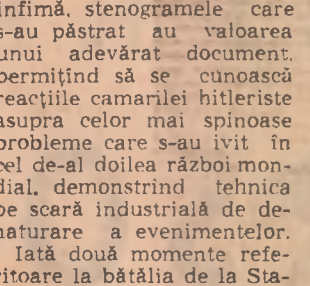 infimă, stenogramele care
s-au păstrat au valoarea
unui adevărat document,
permițînd să se cunoască
reacțiile camarilei hitleriste
asupra celor mai spinoase
probleme care s-au ivit în
cel de-al doilea război mon-
dial, demonstrînd tehnica
pe scară industrială de de-
naturare a evenimentelor.
Iată două momente refe-
ritoare la bătălia de la Sta-